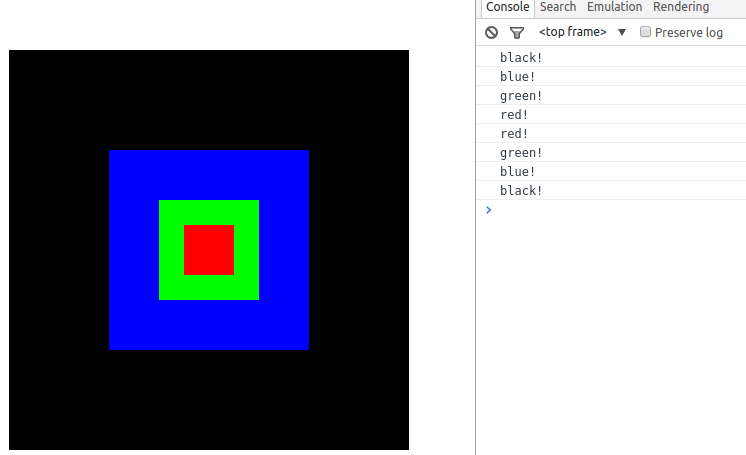 Console Search Emulation Rendering
<top frame> ▼ Preserve log
black!
blue!
green!
red!
red!
green!
blue!
black!
>